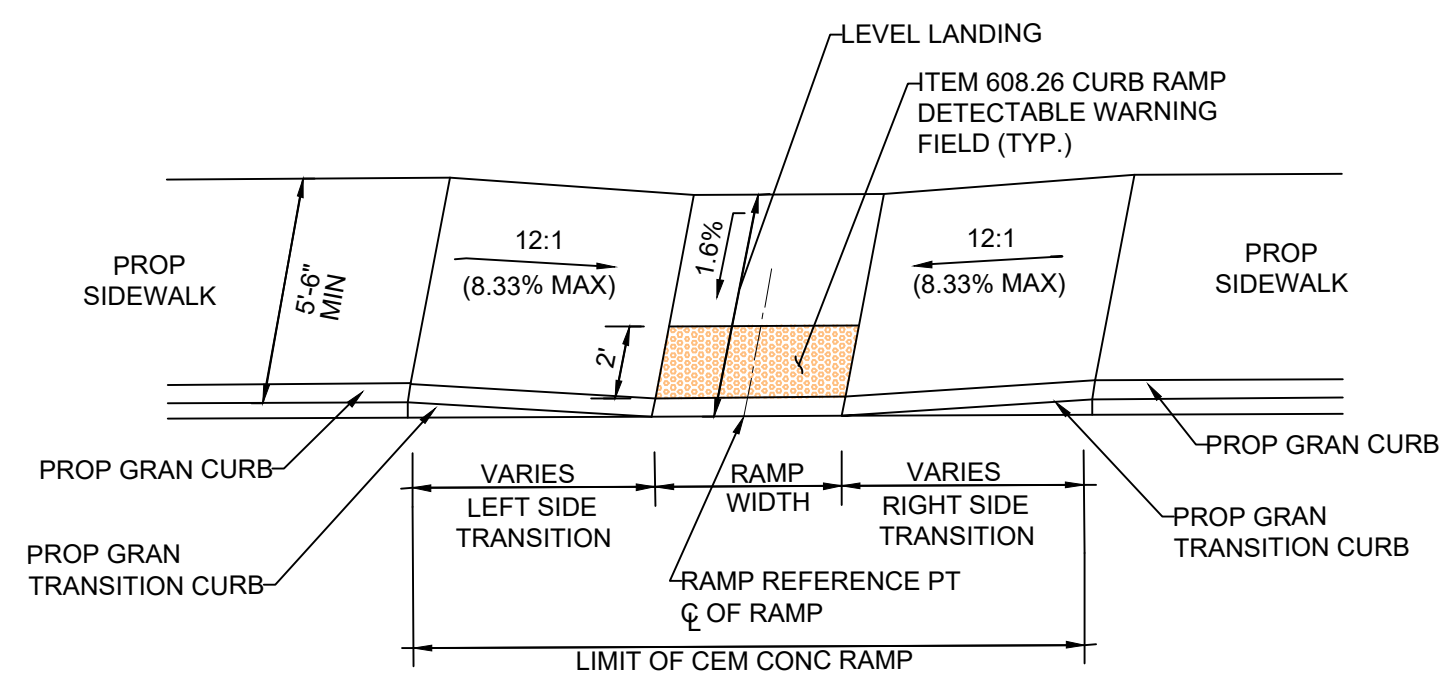 LEVEL LANDING
ITEM 608.26 CURB RAMP
DETECTABLE WARNING
FIELD (TYP.)
PROP
SIDEWALK
5'-6"
MIN
12:1
(8.33% MAX)
1.6%
12:1
(8.33% MAX)
PROP
SIDEWALK
2'
PROP GRAN CURB
VARIES
LEFT SIDE
TRANSITION
RAMP
WIDTH
VARIES
RIGHT SIDE
TRANSITION
PROP GRAN CURB
PROP GRAN
TRANSITION CURB
PROP GRAN
TRANSITION CURB
RAMP REFERENCE PT
℄ OF RAMP
LIMIT OF CEM CONC RAMP